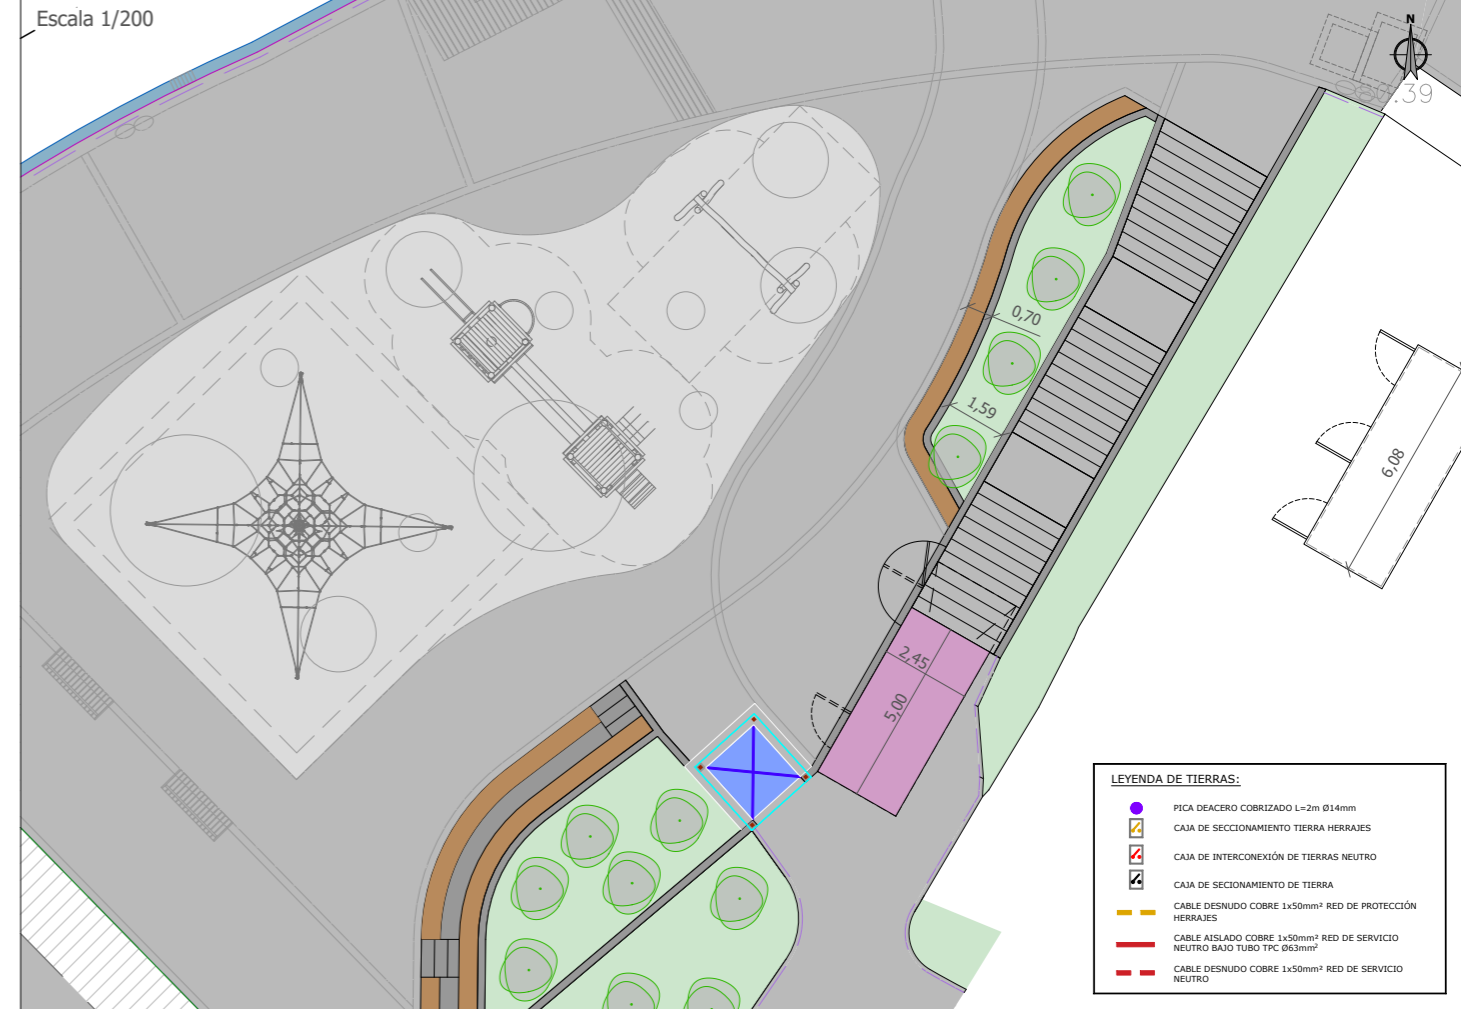 Escala 1/200
N
0,70
1,59
6,08
2,45
5,00
LEYENDA DE TIERRAS:
PICA DEACERO COBRIZADO L=2m Ø14mm
CAJA DE SECCIONAMIENTO TIERRA HERRAJES
CAJA DE INTERCONEXIÓN DE TIERRAS NEUTRO
CAJA DE SECIONAMIENTO DE TIERRA
CABLE DESNUDO COBRE 1x50mm² RED DE PROTECCIÓN
HERRAJES
CABLE AISLADO COBRE 1x50mm² RED DE SERVICIO
NEUTRO BAJO TUBO TPC Ø63mm²
CABLE DESNUDO COBRE 1x50mm² RED DE SERVICIO
NEUTRO